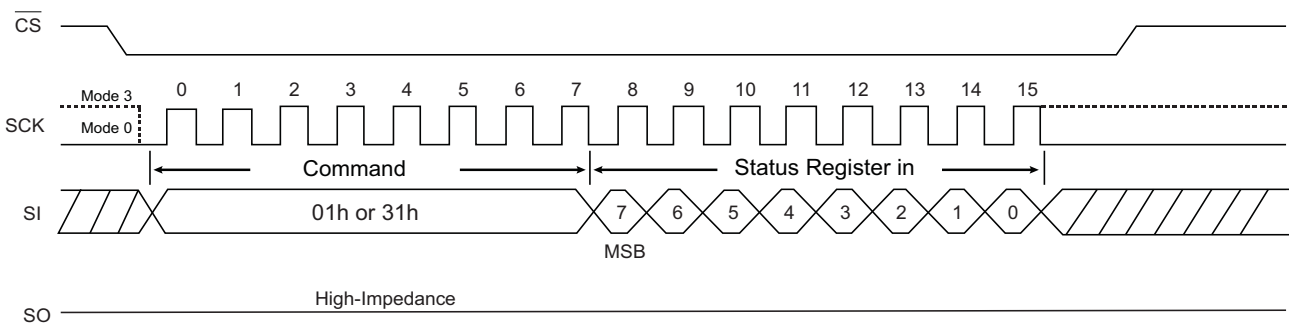 CS
0 1 2 3 4 5 6 7 8 9 10 11 12 13 14 15
Mode 3
SCK
Mode 0
Command Status Register in
SI 01h or 31h 7 6 5 4 3 2 1 0
MSB
High-Impedance
SO